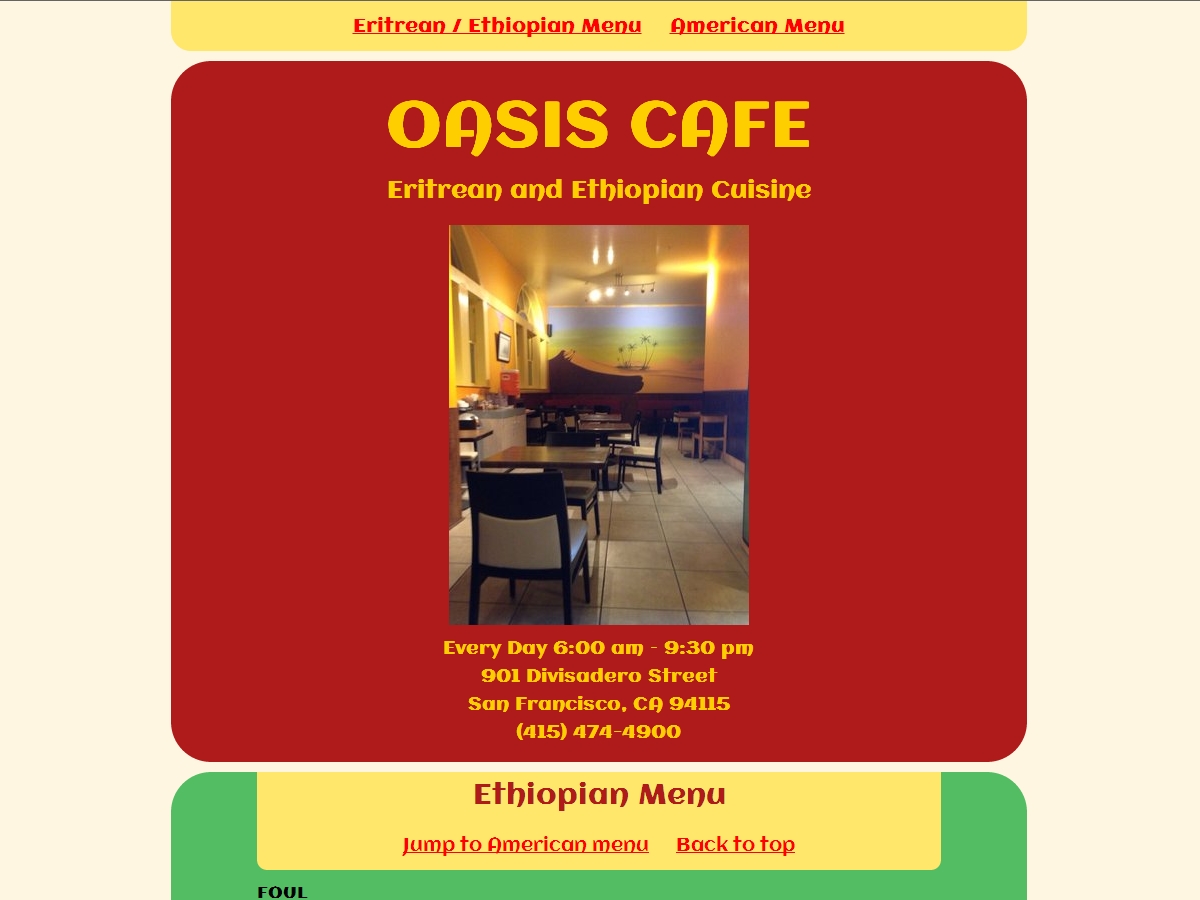 Eritrean / Ethiopian Menu American Menu
OASIS CAFE
Eritrean and Ethiopian Cuisine
Every Day 6:00 am - 9:30 pm
901 Divisadero Street
San Francisco, CA 94115
(415) 474-4900
Ethiopian Menu
Jump to American menu Back to top
FOUL